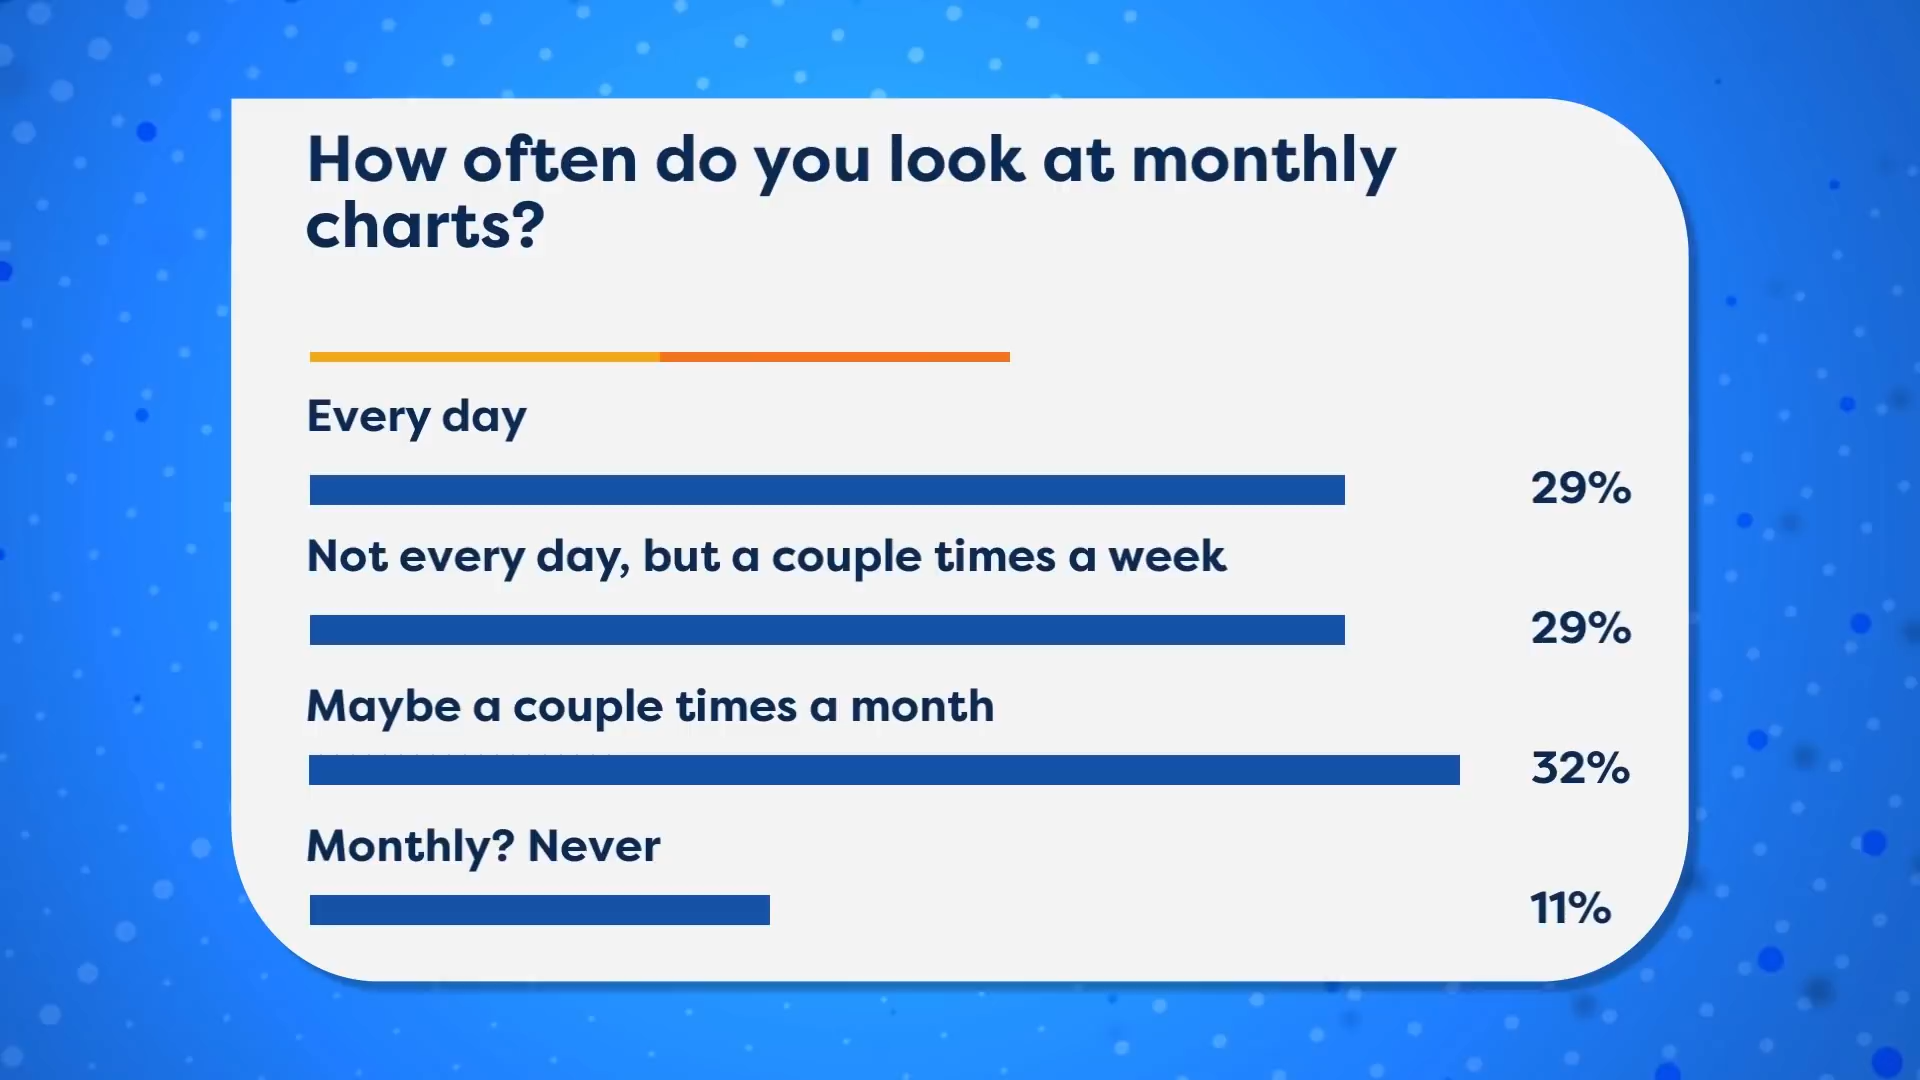 How often do you look at monthly
charts?
Every day
29%
Not every day, but a couple times a week
29%
Maybe a couple times a month
32%
Monthly? Never
11%